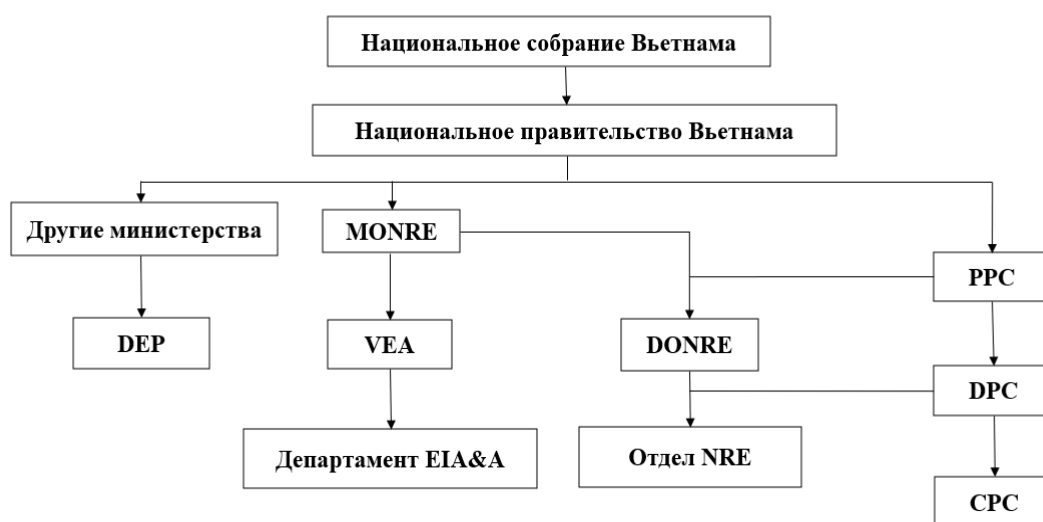 Национальное собрание Вьетнама
Национальное правительство Вьетнама
Другие министерства
MONRE
PPC
DEP
VEA
DONRE
DPC
Департамент EIA&A
Отдел NRE
CPC